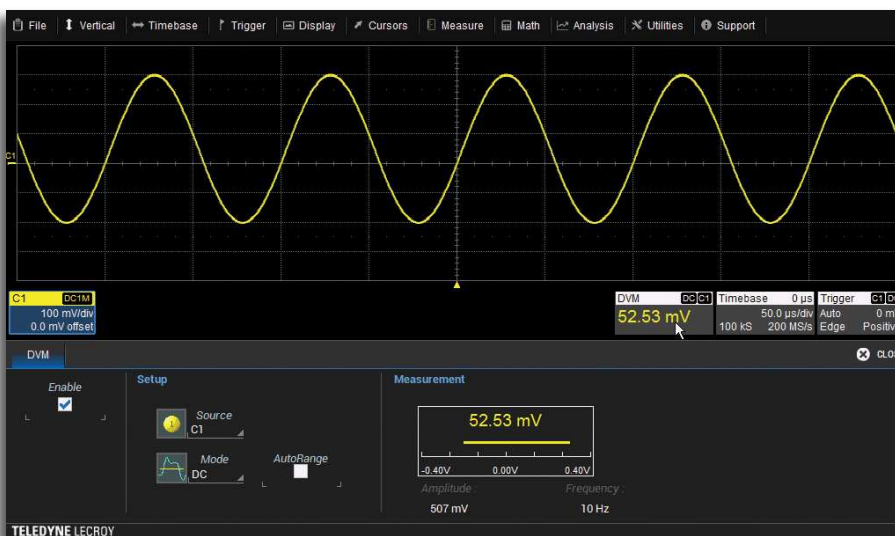 File Vertical Timebase Trigger Display Cursors Measure Math Analysis Utilities Support
C1
C1 DC1M
100 mV/div
0.0 mV offset
DVM DC C1
52.53 mV
Timebase 0 µs
50.0 µs/div
100 kS 200 MS/s
Trigger C1 D
Auto 0 m
Edge Positiv
DVM
CLOS
Enable
Setup
Source
C1
Mode
DC
AutoRange
Measurement
52.53 mV
-0.40V 0.00V 0.40V
Amplitude : Frequency :
507 mV 10 Hz
TELEDYNE LECROY